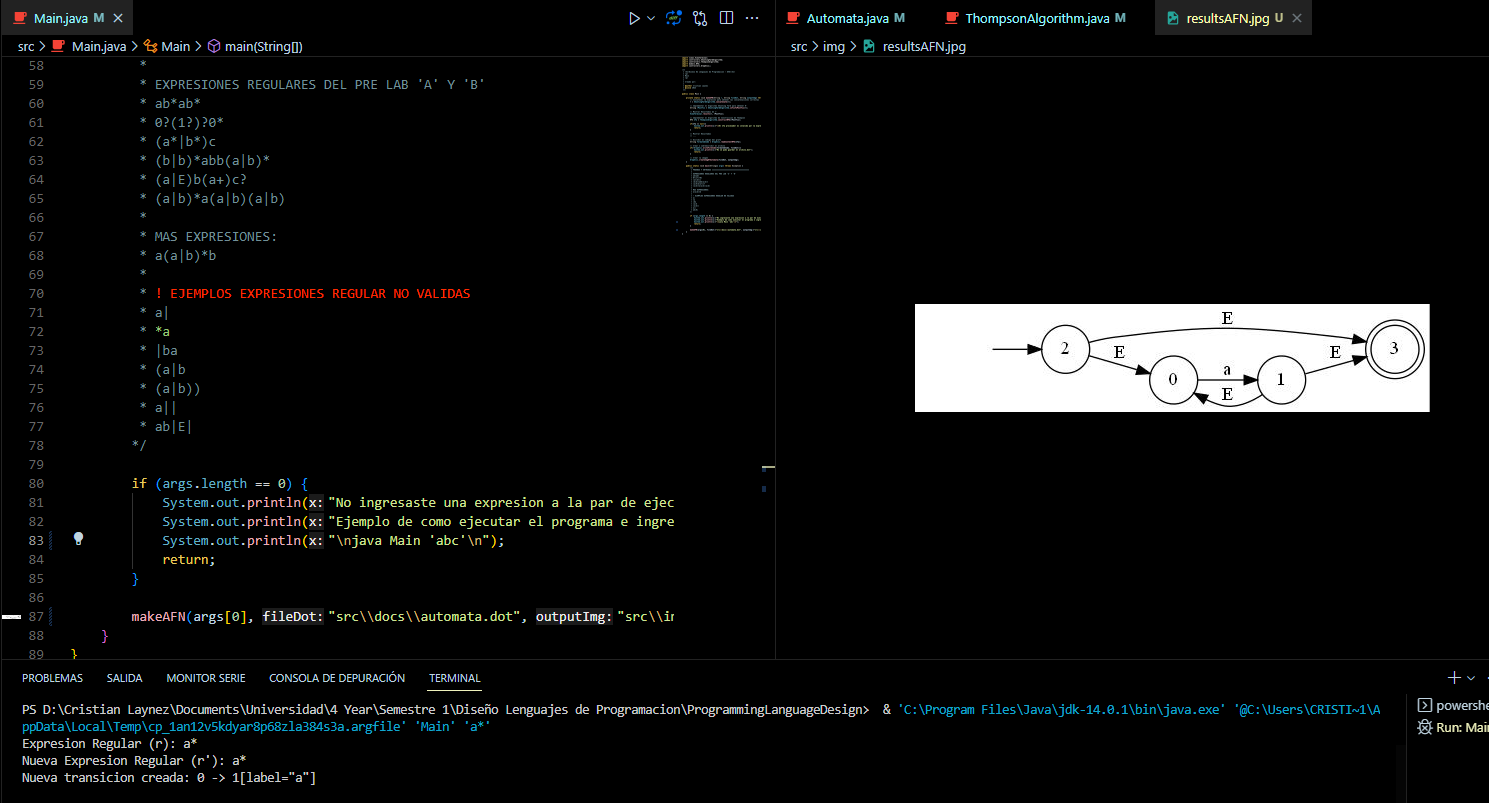 Main.java M
Automata.java M
ThompsonAlgorithm.java M
resultsAFN.jpg U
src > Main.java > Main > main(String[])
src > img > resultsAFN.jpg
58 *
59 * EXPRESIONES REGULARES DEL PRE LAB 'A' Y 'B'
60 * ab*ab*
61 * 0?(1?)?0*
62 * (a*|b*)c
63 * (b|b)*abb(a|b)*
64 * (a|E)b(a+)c?
65 * (a|b)*a(a|b)(a|b)
66 *
67 * MAS EXPRESIONES:
68 * a(a|b)*b
69 *
70 * ! EJEMPLOS EXPRESIONES REGULAR NO VALIDAS
71 * a|
72 * *a
73 * |ba
74 * (a|b
75 * (a|b))
76 * a||
77 * ab|E|
78 */
79
80 if (args.length == 0) {
81 System.out.println(x: "No ingresaste una expresion a la par de ejec
82 System.out.println(x: "Ejemplo de como ejecutar el programa e ingre
83 System.out.println(x: "\njava Main 'abc'\n");
84 return;
85 }
86
87 makeAFN(args[0], fileDot: "src\\docs\\automata.dot", outputImg: "src\\i
88 }
89 }
E
2
E
0
a
E
1
E
3
PROBLEMAS SALIDA MONITOR SERIE CONSOLA DE DEPURACIÓN TERMINAL
PS D:\Cristian Laynez\Documents\Universidad\4 Year\Semestre 1\Diseño Lenguajes de Programacion\ProgrammingLanguageDesign> & 'C:\Program Files\Java\jdk-14.0.1\bin\java.exe' '@C:\Users\CRISTI~1\A
ppData\Local\Temp\cp_1an12v5kdyar8p68zla384s3a.argfile' 'Main' 'a*'
Expresion Regular (r): a*
Nueva Expresion Regular (r'): a*
Nueva transicion creada: 0 -> 1[label="a"]
powershe
Run: Mai